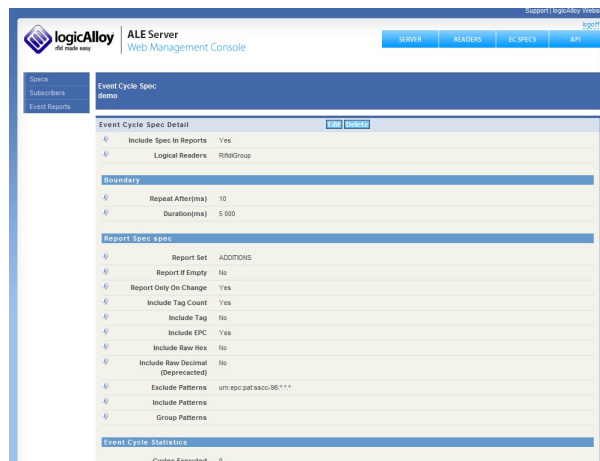 Support | logicAlloy Webs
logoff
logicAlloy
rfid made easy
ALE Server
Web Management Console
SERVER READERS EC SPECS API
Specs
Subscribers
Event Reports
Event Cycle Spec
demo
Event Cycle Spec Detail Edit Delete
Include Spec In Reports Yes
Logical Readers RifidiGroup
Boundary
Repeat After(ms) 10
Duration(ms) 5 000
Report Spec spec
Report Set ADDITIONS
Report If Empty No
Report Only On Change Yes
Include Tag Count Yes
Include Tag No
Include EPC Yes
Include Raw Hex No
Include Raw Decimal No
(Deprecacted)
Exclude Patterns urn:epc:pat:sscc-96:*.*.*
Include Patterns
Group Patterns
Event Cycle Statistics
Cycles Executed 0